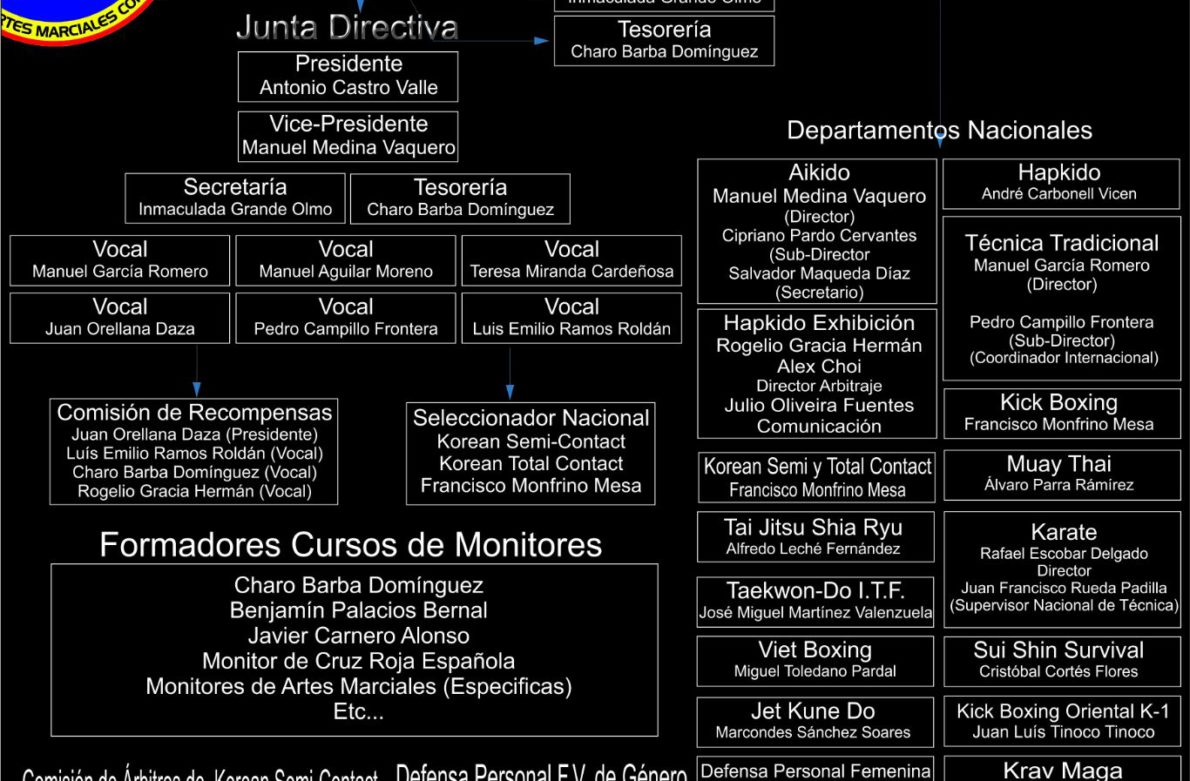 ARTES MARCIALES CO
Inmaculada Grande Olmo
Tesorería
Charo Barba Domínguez
Junta Directiva
Presidente
Antonio Castro Valle
Vice-Presidente
Manuel Medina Vaquero
Secretaría
Inmaculada Grande Olmo
Tesorería
Charo Barba Domínguez
Vocal
Manuel García Romero
Vocal
Manuel Aguilar Moreno
Vocal
Teresa Miranda Cardeñosa
Vocal
Juan Orellana Daza
Vocal
Pedro Campillo Frontera
Vocal
Luis Emilio Ramos Roldán
Comisión de Recompensas
Juan Orellana Daza (Presidente)
Luís Emilio Ramos Roldán (Vocal)
Charo Barba Domínguez (Vocal)
Rogelio Gracia Hermán (Vocal)
Seleccionador Nacional
Korean Semi-Contact
Korean Total Contact
Francisco Monfrino Mesa
Formadores Cursos de Monitores
Charo Barba Domínguez
Benjamín Palacios Bernal
Javier Carnero Alonso
Monitor de Cruz Roja Española
Monitores de Artes Marciales (Especificas)
Etc...
Comisión de Árbitros de Korean Semi Contact
Defensa Personal F.V. de Género
Departamentos Nacionales
Aikido
Manuel Medina Vaquero
(Director)
Cipriano Pardo Cervantes
(Sub-Director
Salvador Maqueda Díaz
(Secretario)
Hapkido Exhibición
Rogelio Gracia Hermán
Alex Choi
Director Arbitraje
Julio Oliveira Fuentes
Comunicación
Korean Semi y Total Contact
Francisco Monfrino Mesa
Tai Jitsu Shia Ryu
Alfredo Leché Fernández
Taekwon-Do I.T.F.
José Miguel Martínez Valenzuela
Viet Boxing
Miguel Toledano Pardal
Jet Kune Do
Marcondes Sánchez Soares
Defensa Personal Femenina
Hapkido
André Carbonell Vicen
Técnica Tradicional
Manuel García Romero
(Director)
Pedro Campillo Frontera
(Sub-Director)
(Coordinador Internacional)
Kick Boxing
Francisco Monfrino Mesa
Muay Thai
Álvaro Parra Rámírez
Karate
Rafael Escobar Delgado
Director
Juan Francisco Rueda Padilla
(Supervisor Nacional de Técnica)
Sui Shin Survival
Cristóbal Cortés Flores
Kick Boxing Oriental K-1
Juan Luís Tinoco Tinoco
Krav Maga